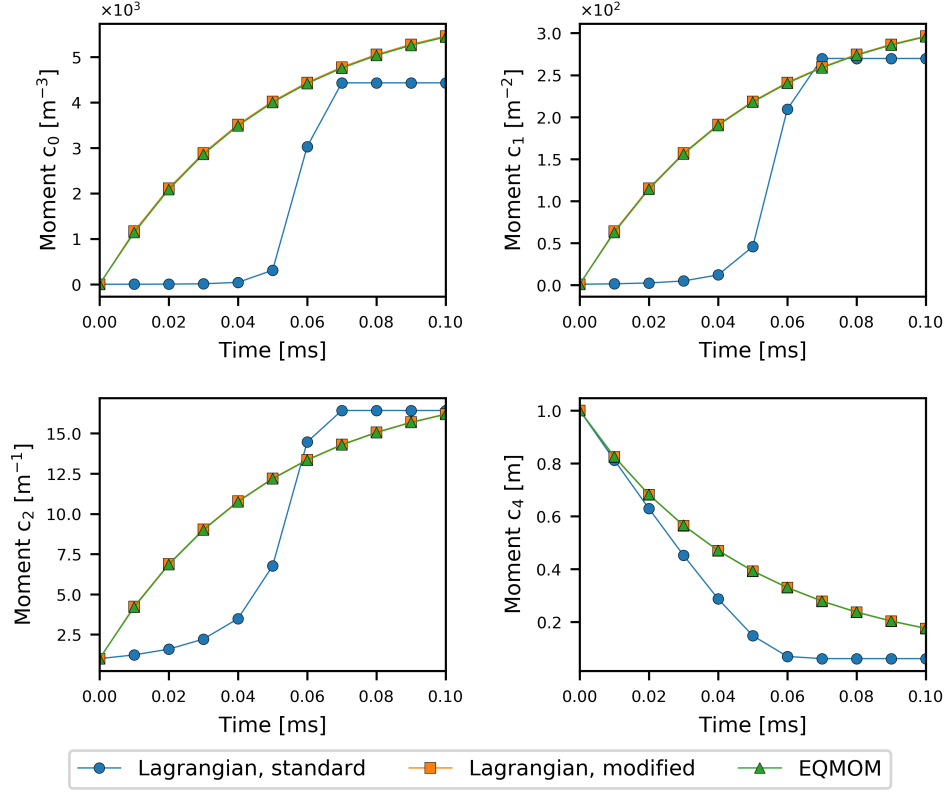 ×10³
Moment c₀ [m⁻³]
5
4
3
2
1
0
0.00 0.02 0.04 0.06 0.08 0.10
Time [ms]
×10²
Moment c₁ [m⁻²]
3.0
2.5
2.0
1.5
1.0
0.5
0.0
0.00 0.02 0.04 0.06 0.08 0.10
Time [ms]
Moment c₂ [m⁻¹]
15.0
12.5
10.0
7.5
5.0
2.5
0.00 0.02 0.04 0.06 0.08 0.10
Time [ms]
Moment c₄ [m]
1.0
0.8
0.6
0.4
0.2
0.00 0.02 0.04 0.06 0.08 0.10
Time [ms]
Lagrangian, standard Lagrangian, modified EQMOM